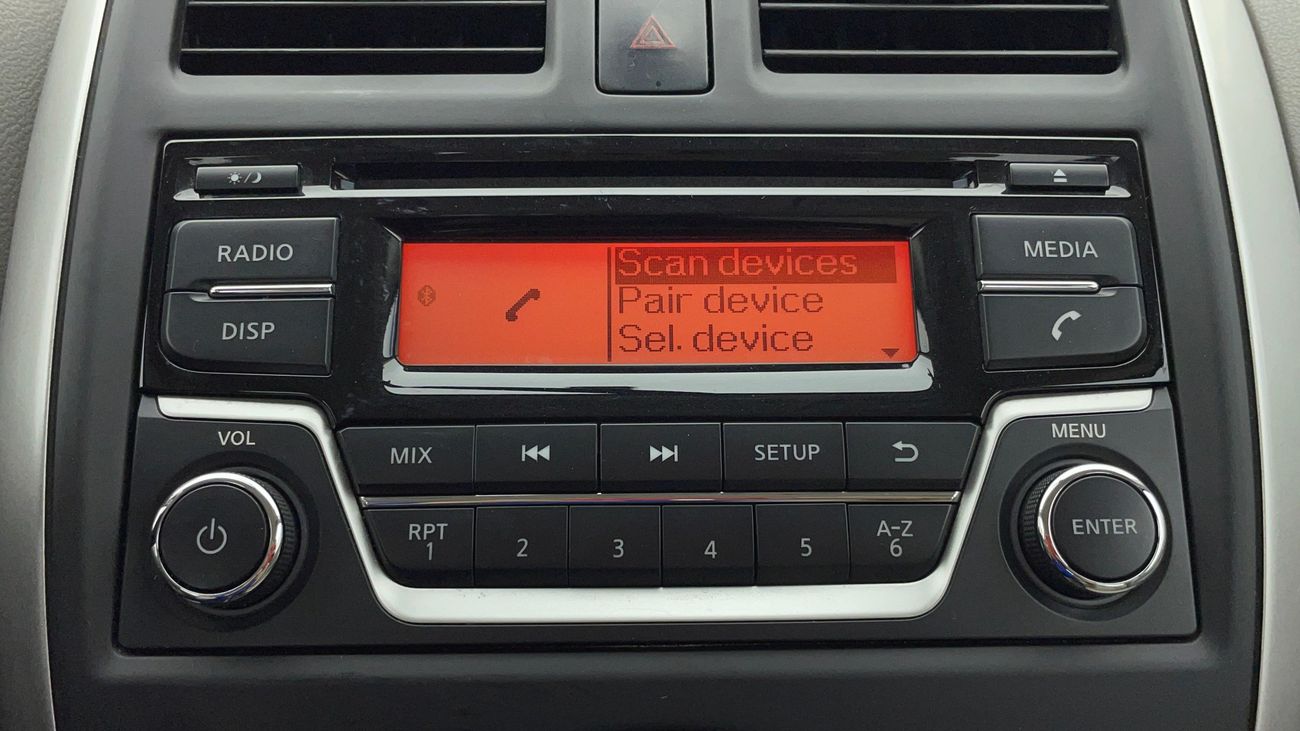 RADIO
MEDIA
DISP
Scan devices
Pair device
Sel. device
VOL
MENU
MIX
SETUP
ENTER
RPT
1
2
3
4
5
A-Z
6